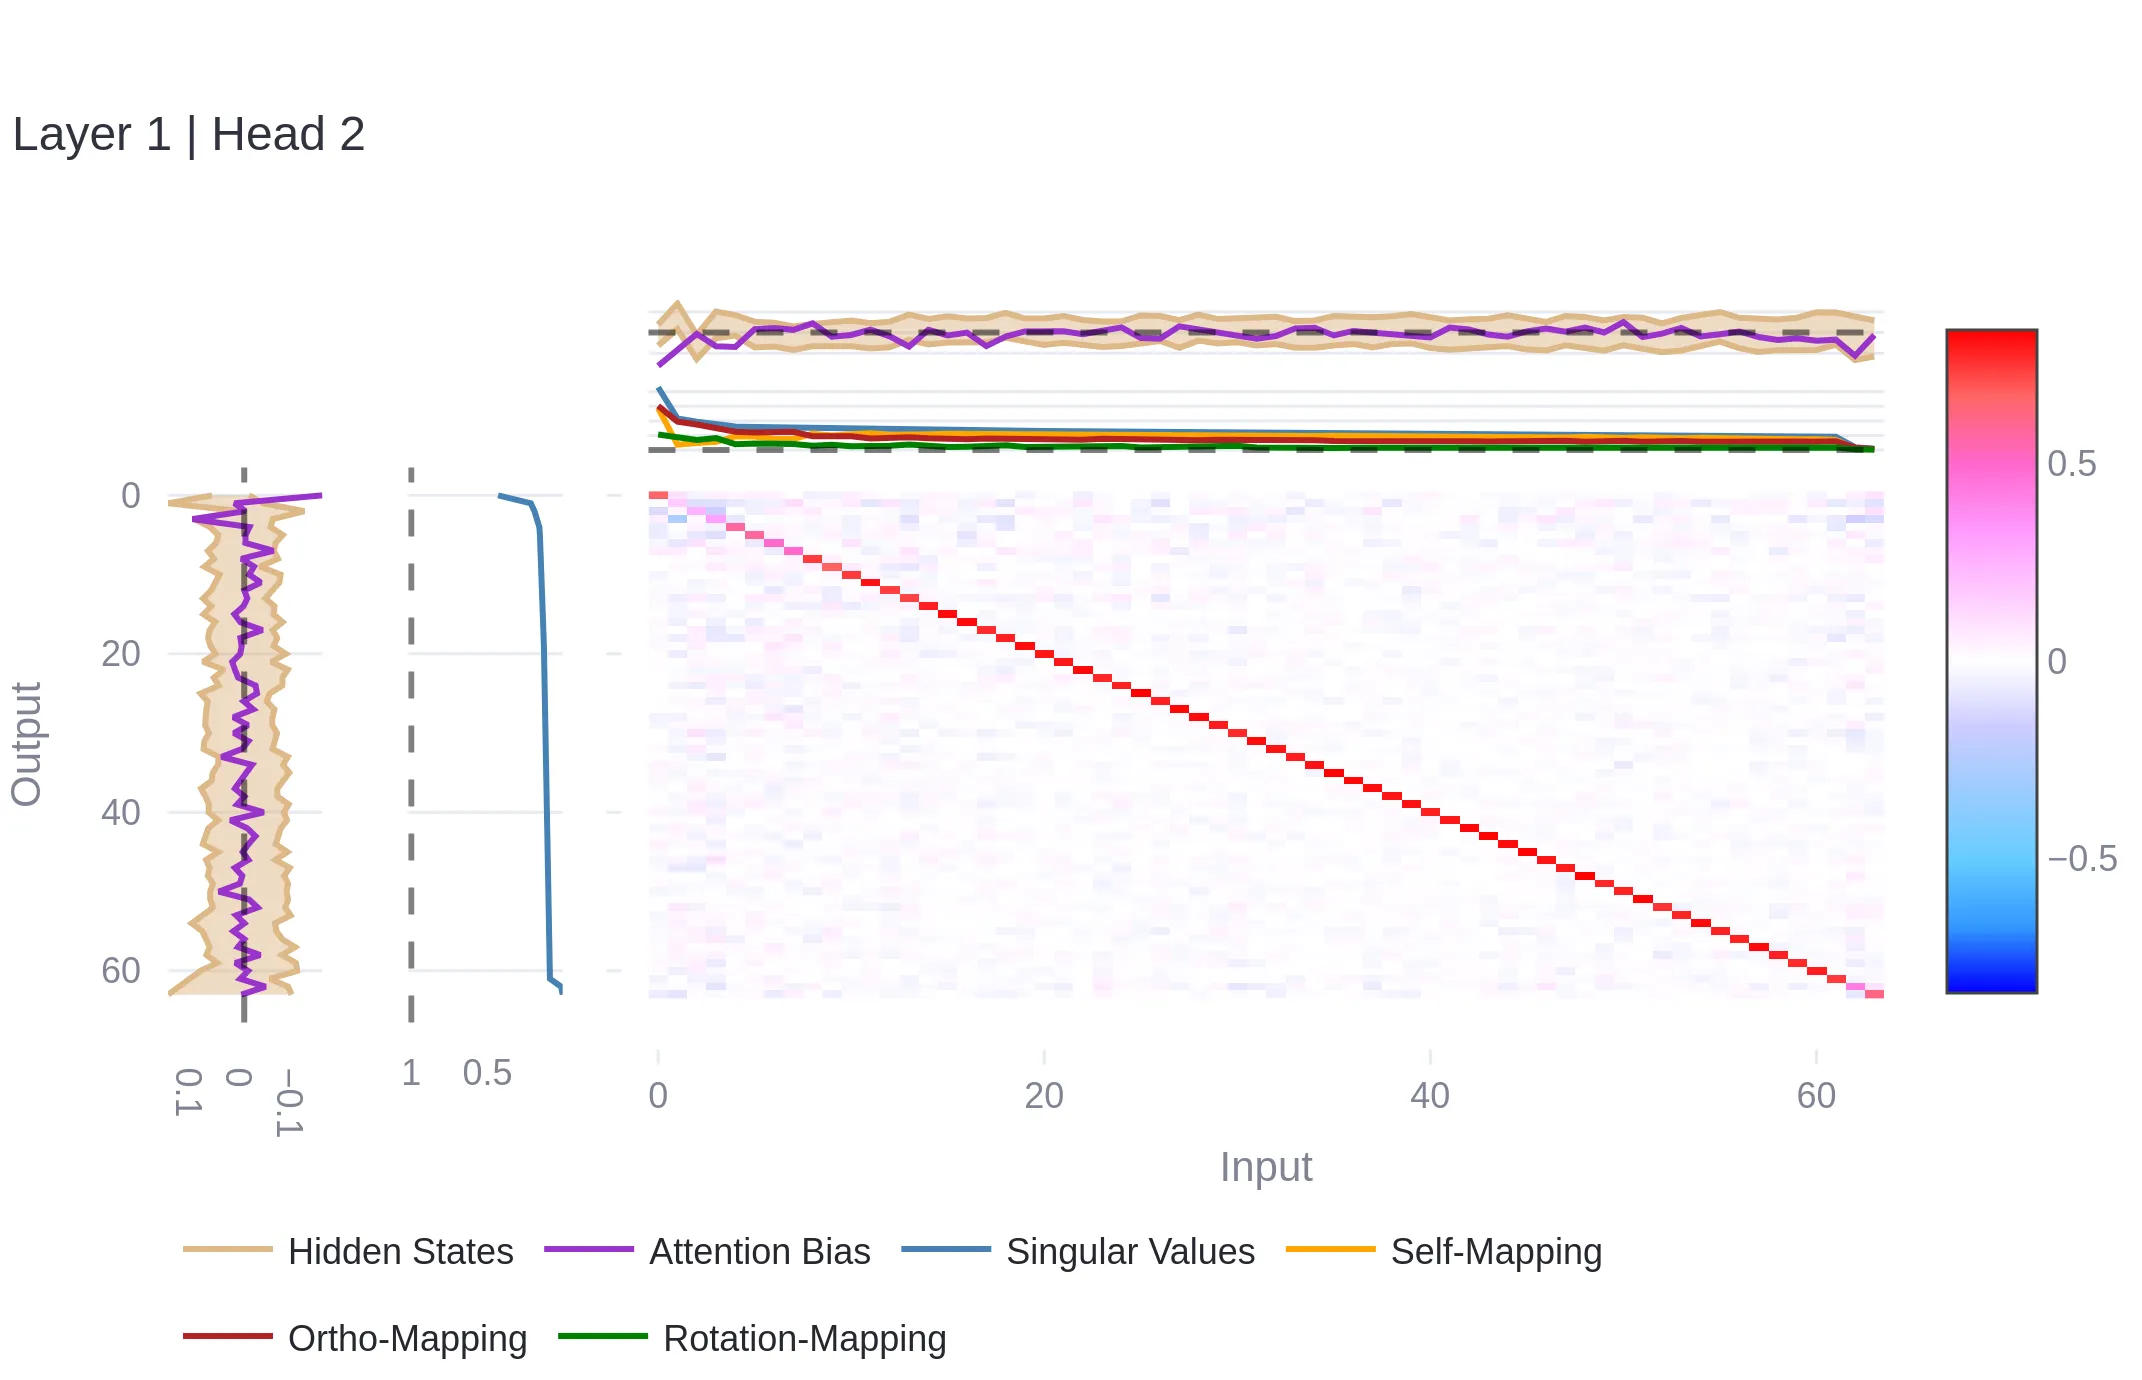 Layer 1 | Head 2
0
20
40
60
Output
0.1
0
−0.1
1
0.5
0
20
40
60
Input
0.5
0
−0.5
Hidden States
Attention Bias
Singular Values
Self-Mapping
Ortho-Mapping
Rotation-Mapping